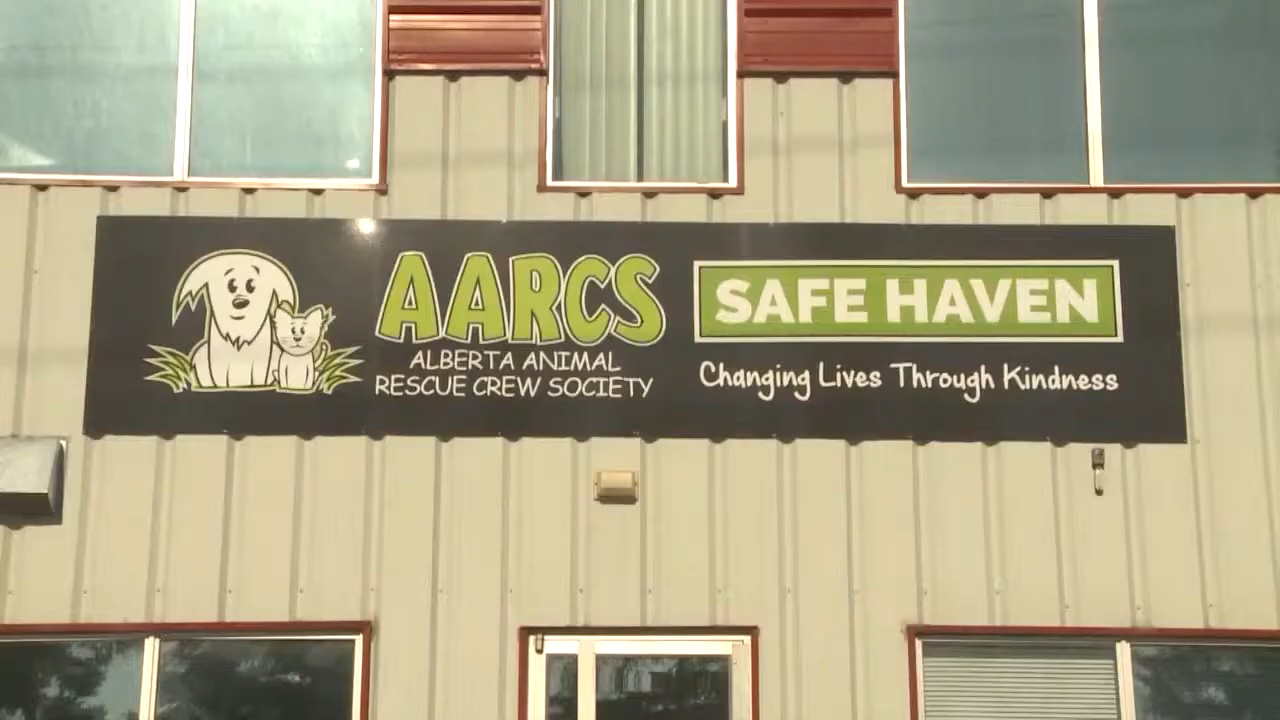 AARCS
ALBERTA ANIMAL
RESCUE CREW SOCIETY
SAFE HAVEN
Changing Lives Through Kindness